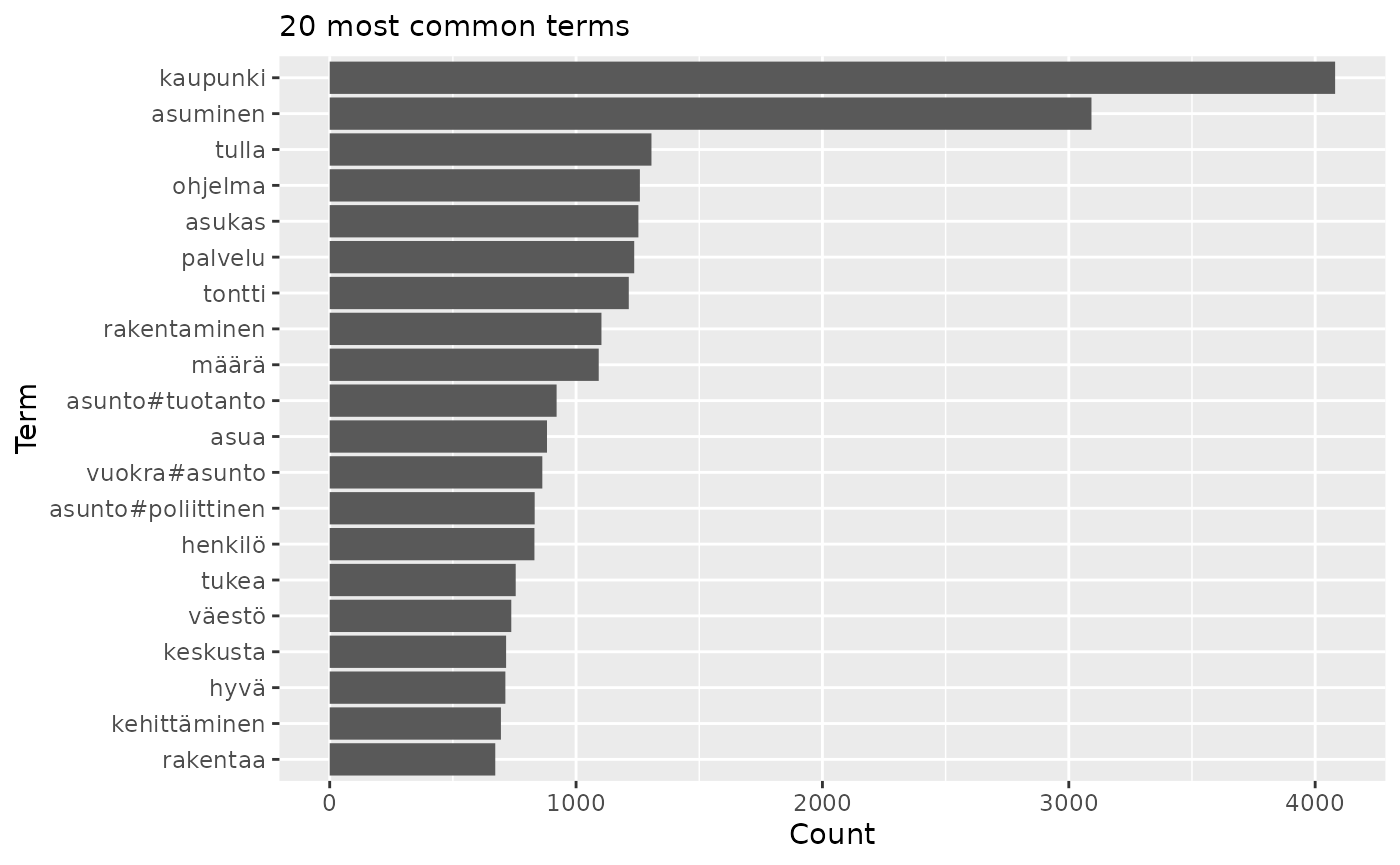 20 most common terms
kaupunki
asuminen
tulla
ohjelma
asukas
palvelu
tontti
rakentaminen
määrä
asunto#tuotanto
asua
vuokra#asunto
asunto#poliittinen
henkilö
tukea
väestö
keskusta
hyvä
kehittäminen
rakentaa
Term
0 1000 2000 3000 4000
Count